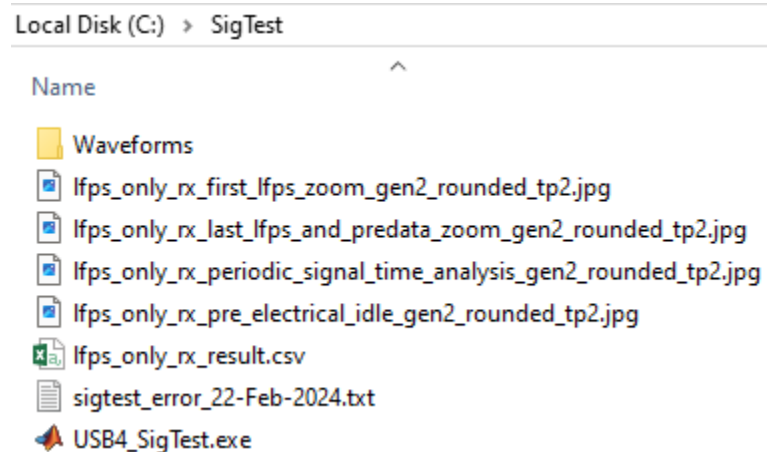 Local Disk (C:) > SigTest
Name
Waveforms
lfps_only_rx_first_lfps_zoom_gen2_rounded_tp2.jpg
lfps_only_rx_last_lfps_and_predata_zoom_gen2_rounded_tp2.jpg
lfps_only_rx_periodic_signal_time_analysis_gen2_rounded_tp2.jpg
lfps_only_rx_pre_electrical_idle_gen2_rounded_tp2.jpg
lfps_only_rx_result.csv
sigtest_error_22-Feb-2024.txt
USB4_SigTest.exe